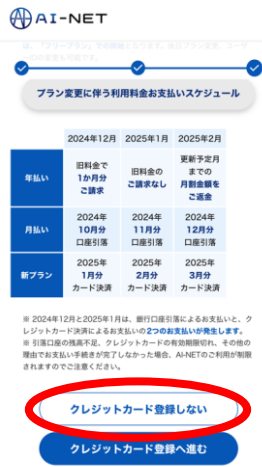 AI-NET
は、「フリープラン」での開始となります。後日プラン変更、ユーザ
プラン変更に伴う利用料金お支払いスケジュール
2024年12月 2025年1月 2025年2月
年払い 旧料金で 1か月分 ご請求 旧料金の ご請求なし 更新予定月 までの 月割金額を ご返金
月払い 2024年 10月分 口座引落 2024年 11月分 口座引落 2024年 12月分 口座引落
新プラン 2025年 1月分 カード決済 2025年 2月分 カード決済 2025年 3月分 カード決済
※ 2024年12月と2025年1月は、銀行口座引落によるお支払いと、ク
レジットカード決済によるお支払いの2つのお支払いが発生します。
※ 引落口座の残高不足、クレジットカードの有効期限切れ、その他の
理由でお支払い手続きが完了しなかった場合、AI-NETのご利用が制限
されますのでご注意ください。
クレジットカード登録しない
クレジットカード登録へ進む